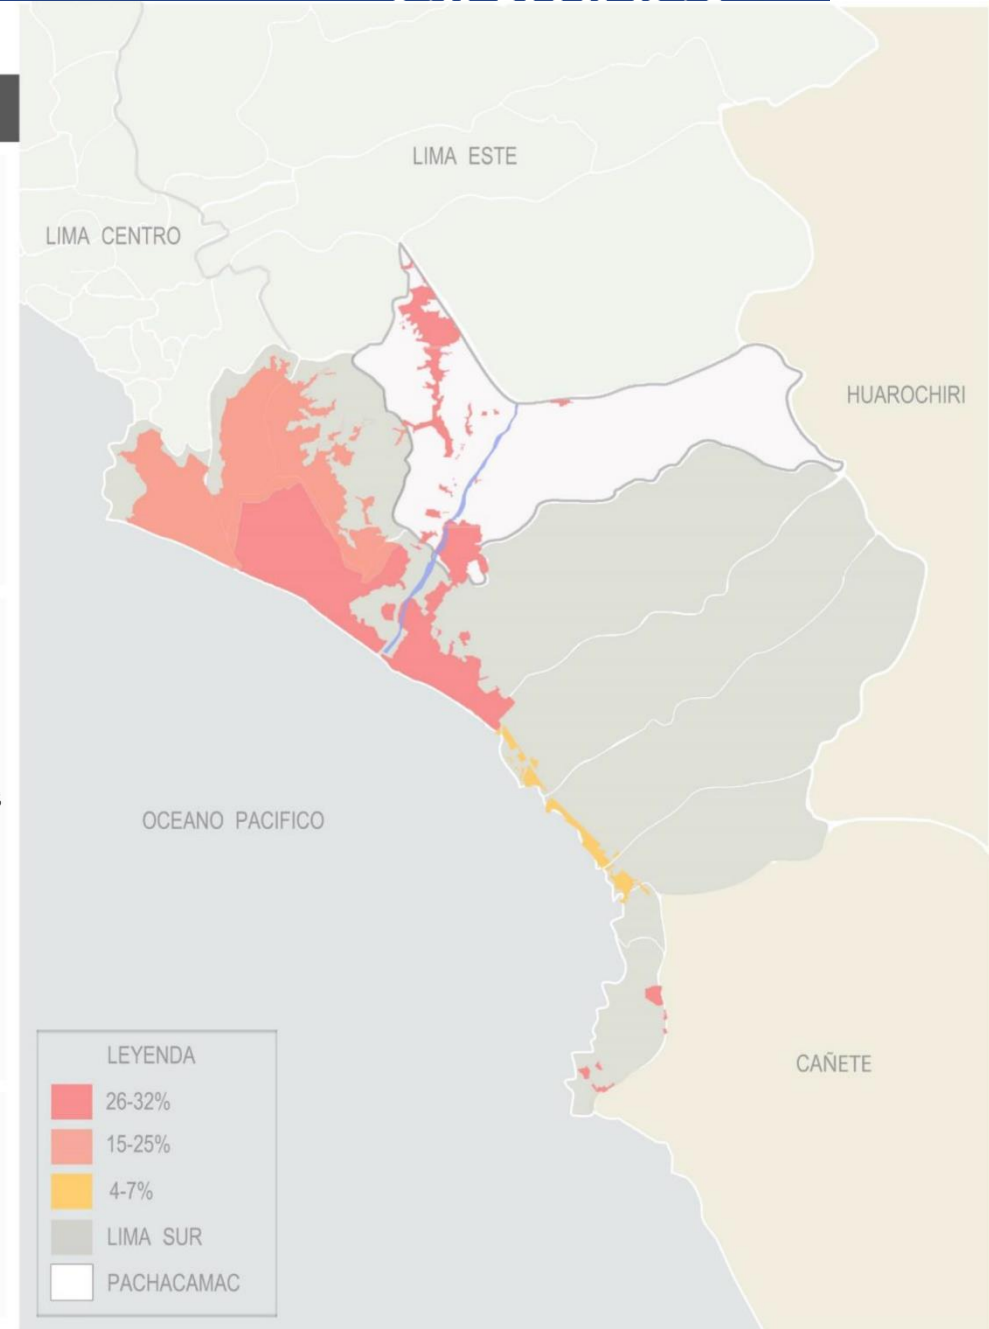 LIMA ESTE
LIMA CENTRO
HUAROCHIRI
OCEANO PACIFICO
CAÑETE
LEYENDA
26-32%
15-25%
4-7%
LIMA SUR
PACHACAMAC